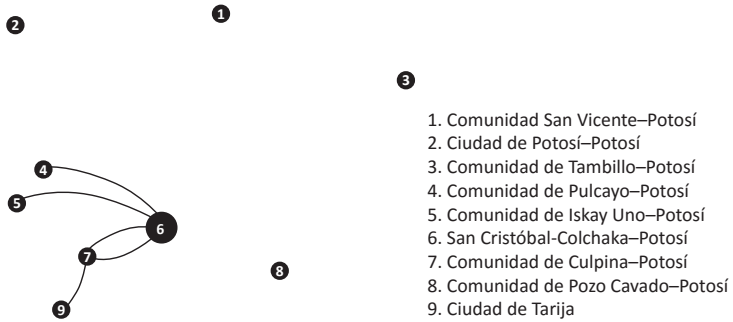 1
2
3
1. Comunidad San Vicente–Potosí
2. Ciudad de Potosí–Potosí
3. Comunidad de Tambillo–Potosí
4. Comunidad de Pulcayo–Potosí
5. Comunidad de Iskay Uno–Potosí
6. San Cristóbal-Colchaka–Potosí
7. Comunidad de Culpina–Potosí
8. Comunidad de Pozo Cavado–Potosí
9. Ciudad de Tarija
4
5
6
7
8
9